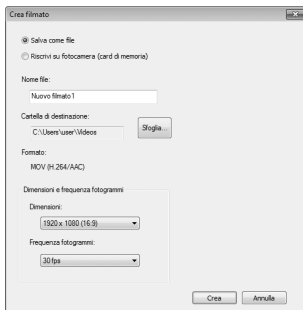 Crea filmato
Salva come file
Riscrivi su fotocamera (card di memoria)
Nome file:
Nuovo filmato1
Cartella di destinazione:
C:\Users\user\Videos
Sfoglia...
Formato:
MOV (H.264/AAC)
Dimensioni e frequenza fotogrammi
Dimensioni:
1920 x 1080 (16:9)
Frequenza fotogrammi:
30 fps
Crea Annulla